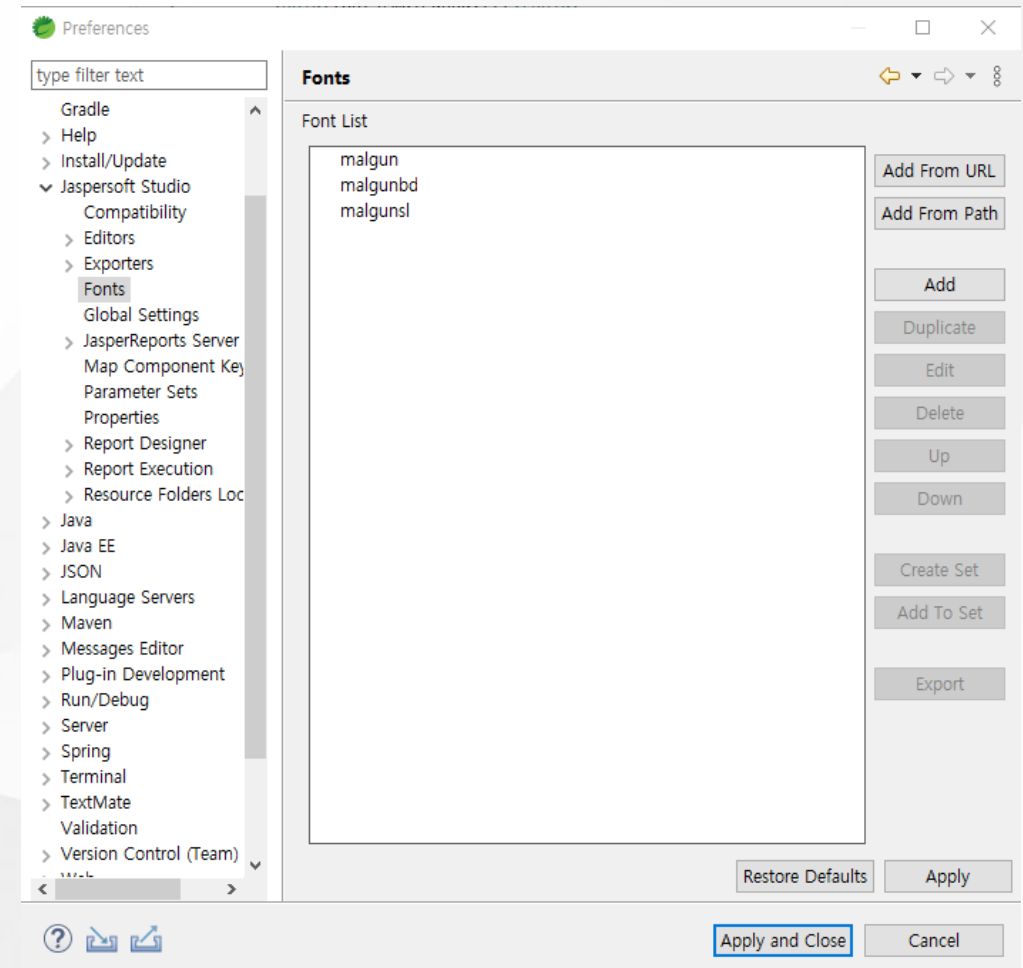 Preferences
type filter text
Gradle
Help
Install/Update
Jaspersoft Studio
Compatibility
Editors
Exporters
Fonts
Global Settings
JasperReports Server
Map Component Key
Parameter Sets
Properties
Report Designer
Report Execution
Resource Folders Loc
Java
Java EE
JSON
Language Servers
Maven
Messages Editor
Plug-in Development
Run/Debug
Server
Spring
Terminal
TextMate
Validation
Version Control (Team)
Fonts
Font List
malgun
malgunbd
malgunsl
Add From URL
Add From Path
Add
Duplicate
Edit
Delete
Up
Down
Create Set
Add To Set
Export
Restore Defaults
Apply
Apply and Close
Cancel